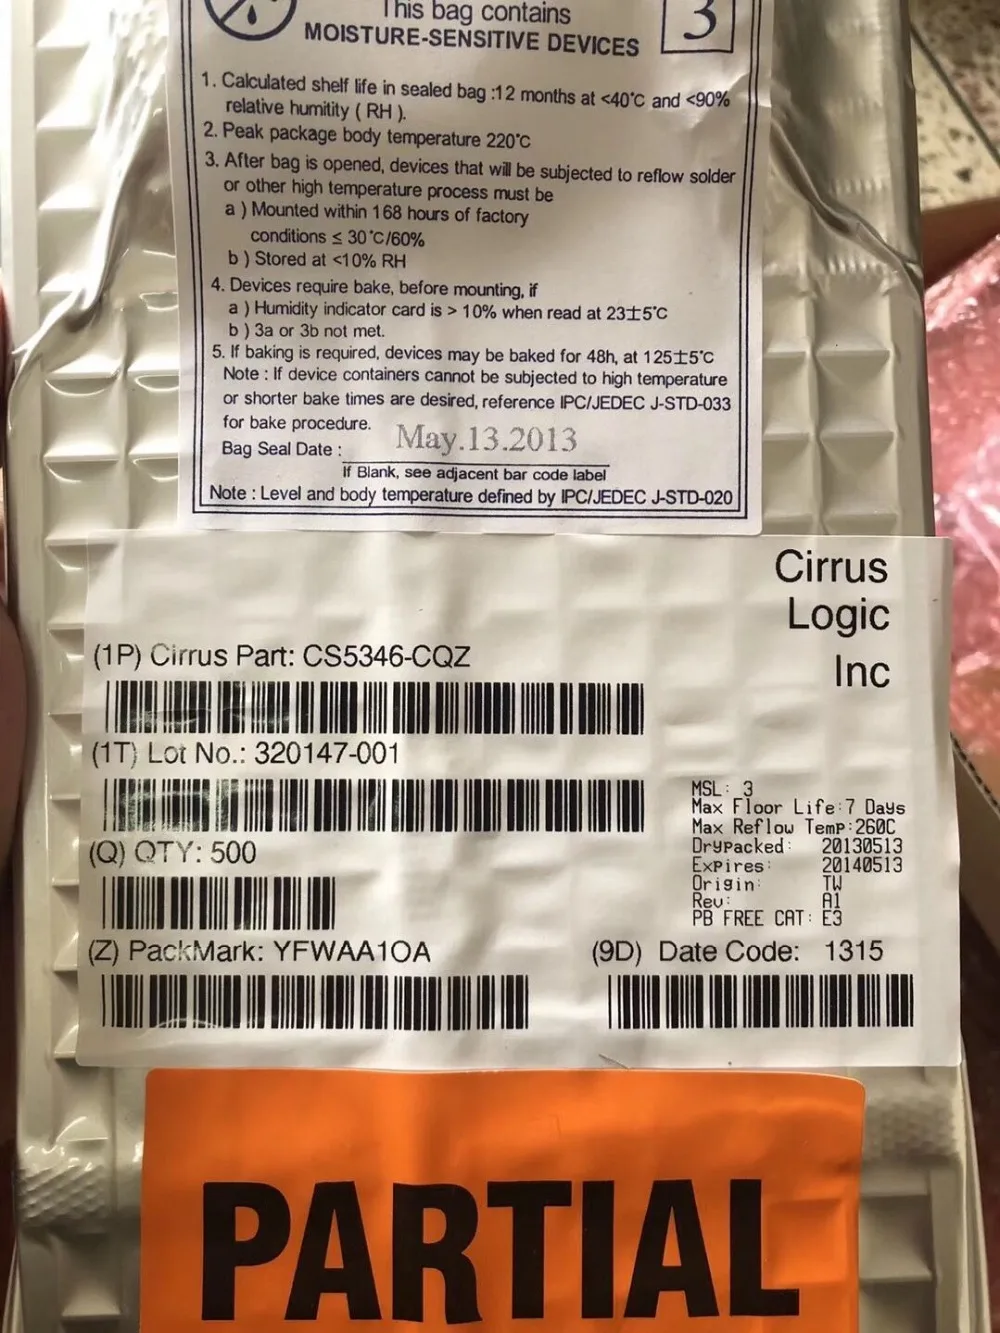 This bag contains
MOISTURE-SENSITIVE DEVICES
3
1. Calculated shelf life in sealed bag :12 months at <40°C and <90%
relative humitity ( RH ).
2. Peak package body temperature 220°C
3. After bag is opened, devices that will be subjected to reflow solder
or other high temperature process must be
a ) Mounted within 168 hours of factory
conditions ≤ 30°C/60%
b ) Stored at <10% RH
4. Devices require bake, before mounting, if
a ) Humidity indicator card is > 10% when read at 23±5°C
b ) 3a or 3b not met.
5. If baking is required, devices may be baked for 48h, at 125±5°C
Note : If device containers cannot be subjected to high temperature
or shorter bake times are desired, reference IPC/JEDEC J-STD-033
for bake procedure.
Bag Seal Date : May.13.2013
If Blank, see adjacent bar code label
Note : Level and body temperature defined by IPC/JEDEC J-STD-020
Cirrus
Logic
Inc
(1P) Cirrus Part: CS5346-CQZ
(1T) Lot No.: 320147-001
(Q) QTY: 500
MSL: 3
Max Floor Life:7 Days
Max Reflow Temp:260C
DryPacked: 20130513
Expires: 20140513
Origin: TW
Rev: A1
PB FREE CAT: E3
(Z) PackMark: YFWAA1OA
(9D) Date Code: 1315
PARTIAL